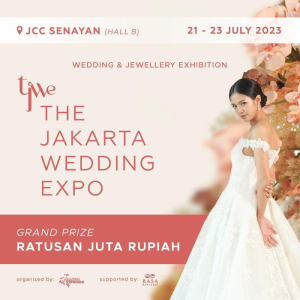 JCC SENAYAN (HALL B)
21 - 23 JULY 2023
WEDDING & JEWELLERY EXHIBITION
tjwe
THE
JAKARTA
WEDDING
EXPO
GRAND PRIZE
RATUSAN JUTA RUPIAH
organised by:
supported by: